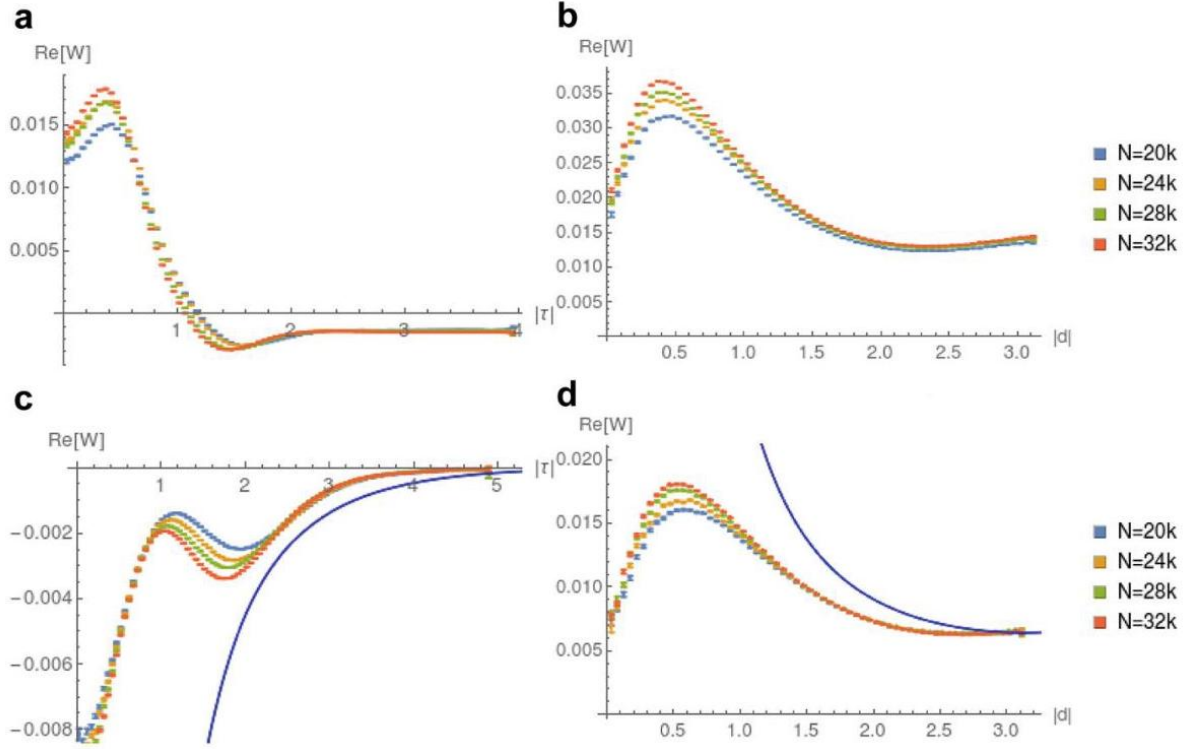 a
Re[W]
0.015
0.010
0.005
1
2
3
4
|τ|
b
Re[W]
0.035
0.030
0.025
0.020
0.015
0.010
0.005
0.5
1.0
1.5
2.0
2.5
3.0
|d|
N=20k
N=24k
N=28k
N=32k
c
Re[W]
1
2
3
4
5
|τ|
−0.002
−0.004
−0.006
−0.008
d
Re[W]
0.020
0.015
0.010
0.005
0.5
1.0
1.5
2.0
2.5
3.0
|d|
N=20k
N=24k
N=28k
N=32k